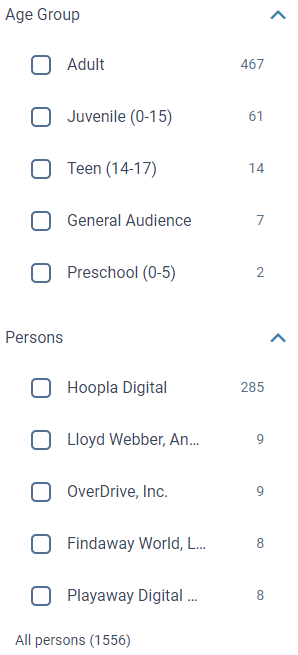 Age Group
Adult 467
Juvenile (0-15) 61
Teen (14-17) 14
General Audience 7
Preschool (0-5) 2
Persons
Hoopla Digital 285
Lloyd Webber, An... 9
OverDrive, Inc. 9
Findaway World, L... 8
Playaway Digital ... 8
All persons (1556)